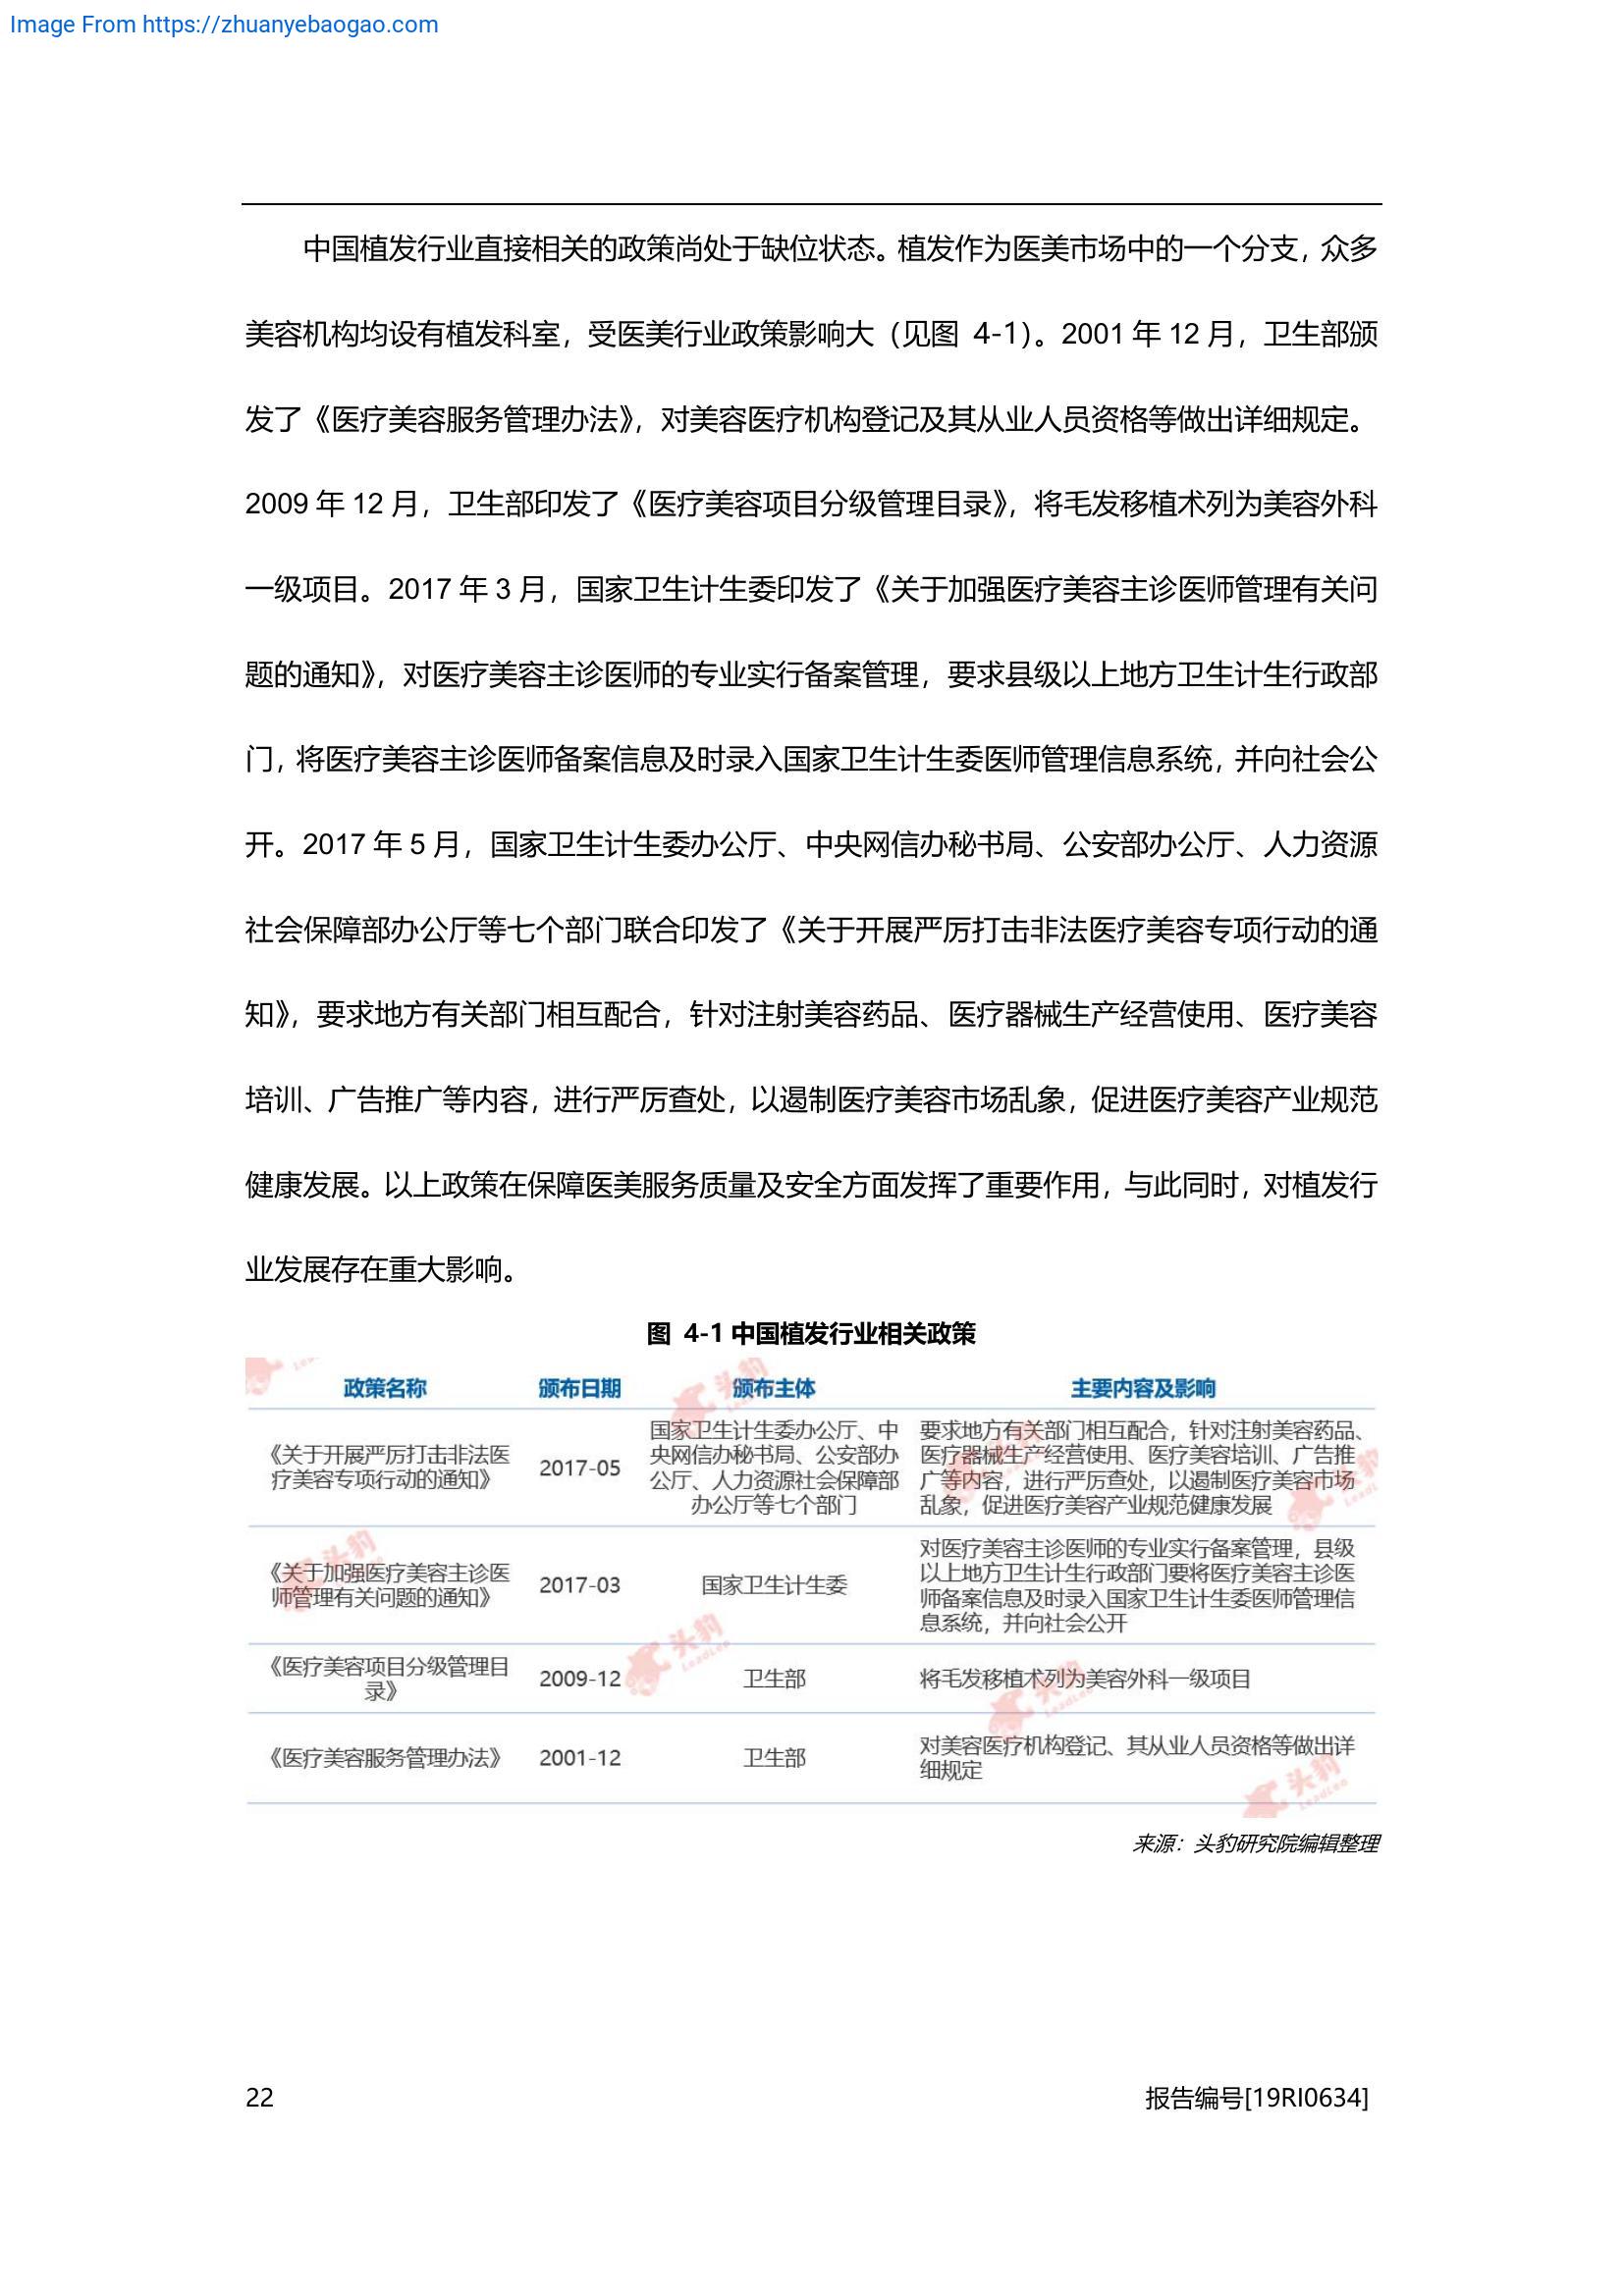 Image From https://zhuanyebaogao.com
中国植发行业直接相关的政策尚处于缺位状态。植发作为医美市场中的一个分支，众多
美容机构均设有植发科室，受医美行业政策影响大（见图 4-1）。2001 年 12 月，卫生部颁
发了《医疗美容服务管理办法》，对美容医疗机构登记及其从业人员资格等做出详细规定。
2009 年 12 月，卫生部印发了《医疗美容项目分级管理目录》，将毛发移植术列为美容外科
一级项目。2017 年 3 月，国家卫生计生委印发了《关于加强医疗美容主诊医师管理有关问
题的通知》，对医疗美容主诊医师的专业实行备案管理，要求县级以上地方卫生计生行政部
门，将医疗美容主诊医师备案信息及时录入国家卫生计生委医师管理信息系统，并向社会公
开。2017 年 5 月，国家卫生计生委办公厅、中央网信办秘书局、公安部办公厅、人力资源
社会保障部办公厅等七个部门联合印发了《关于开展严厉打击非法医疗美容专项行动的通
知》，要求地方有关部门相互配合，针对注射美容药品、医疗器械生产经营使用、医疗美容
培训、广告推广等内容，进行严厉查处，以遏制医疗美容市场乱象，促进医疗美容产业规范
健康发展。以上政策在保障医美服务质量及安全方面发挥了重要作用，与此同时，对植发行
业发展存在重大影响。
图 4-1 中国植发行业相关政策
政策名称 颁布日期 颁布主体 主要内容及影响
《关于开展严厉打击非法医
疗美容专项行动的通知》
2017-05
国家卫生计生委办公厅、中
央网信办秘书局、公安部办
公厅、人力资源社会保障部
办公厅等七个部门
要求地方有关部门相互配合，针对注射美容药品、
医疗器械生产经营使用、医疗美容培训、广告推
广等内容，进行严厉查处，以遏制医疗美容市场
乱象，促进医疗美容产业规范健康发展
《关于加强医疗美容主诊医
师管理有关问题的通知》
2017-03
国家卫生计生委
对医疗美容主诊医师的专业实行备案管理，县级
以上地方卫生计生行政部门要将医疗美容主诊医
师备案信息及时录入国家卫生计生委医师管理信
息系统，并向社会公开
《医疗美容项目分级管理目
录》
2009-12
卫生部
将毛发移植术列为美容外科一级项目
《医疗美容服务管理办法》
2001-12
卫生部
对美容医疗机构登记、其从业人员资格等做出详
细规定
来源：头豹研究院编辑整理
22
报告编号[19RI0634]